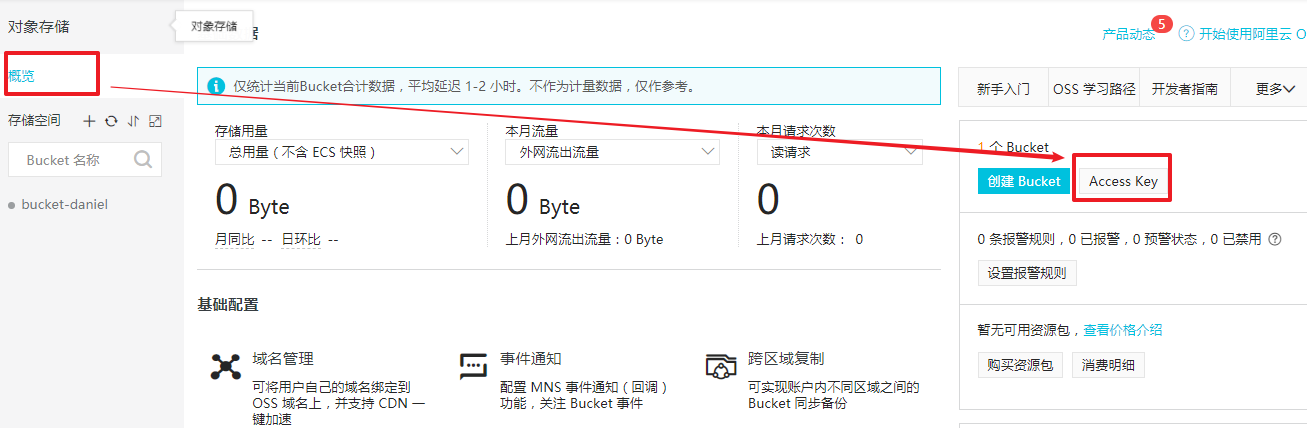 对象存储
对象存储
据
产品动态 5
开始使用阿里云 O
概览
仅统计当前Bucket合计数据，平均延迟 1-2 小时。不作为计量数据，仅作参考。
新手入门
OSS 学习路径
开发者指南
更多
存储空间
Bucket 名称
bucket-daniel
存储用量
总用量（不含 ECS 快照）
0 Byte
月同比 -- 日环比 --
本月流量
外网流出流量
0 Byte
上月外网流出流量：0 Byte
本月请求次数
读请求
0
上月请求次数： 0
1 个 Bucket
创建 Bucket
Access Key
0 条报警规则，0 已报警，0 预警状态，0 已禁用
设置报警规则
暂无可用资源包，查看价格介绍
购买资源包
消费明细
基础配置
域名管理
可将用户自己的域名绑定到
OSS 域名上，并支持 CDN 一
键加速
事件通知
配置 MNS 事件通知（回调）
功能，关注 Bucket 事件
跨区域复制
可实现账户内不同区域之间的
Bucket 同步备份